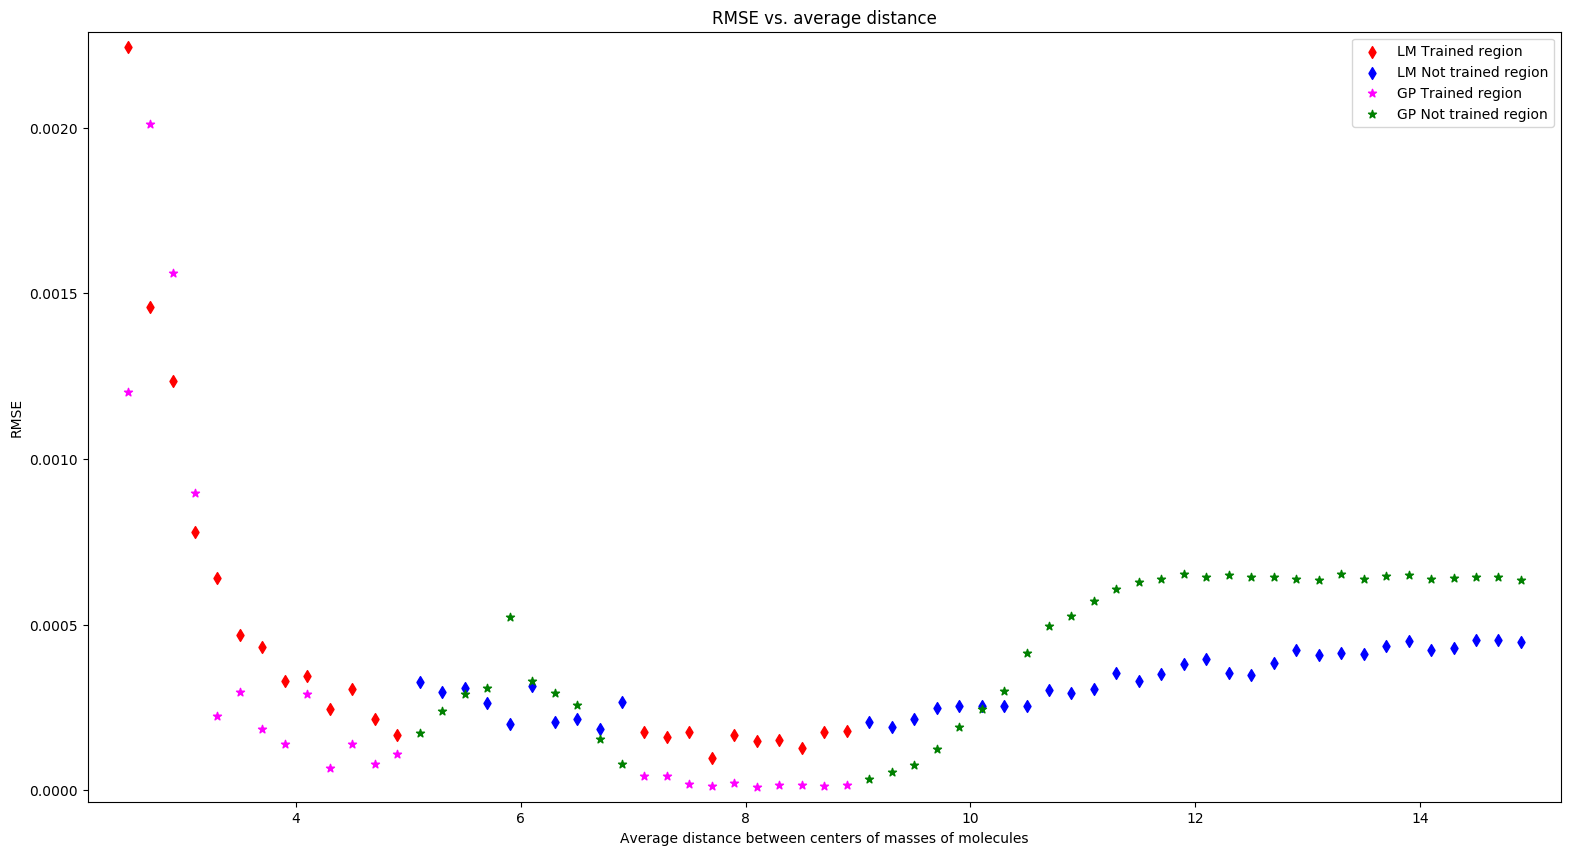 RMSE vs. average distance
LM Trained region
LM Not trained region
GP Trained region
GP Not trained region
0.0020
0.0015
0.0010
0.0005
0.0000
RMSE
4
6
8
10
12
14
Average distance between centers of masses of molecules